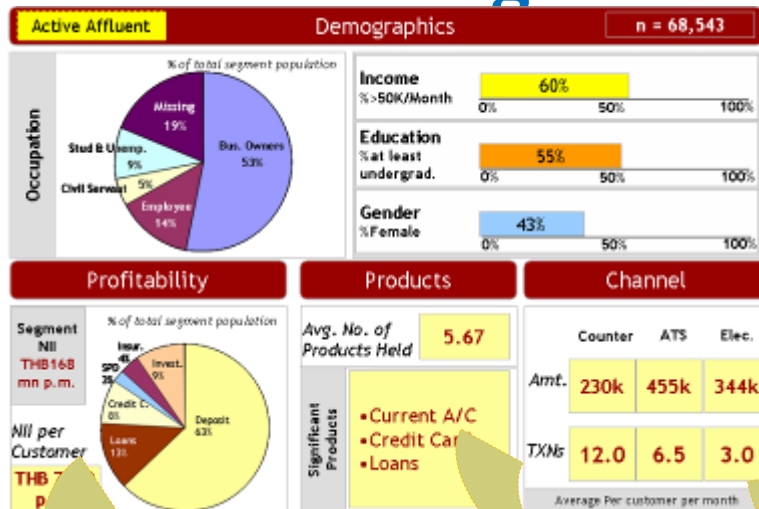 Active Affluent
Demographics
n = 68,543
Occupation
% of total segment population
Missing
19%
Bus. Owners
53%
Stud & Unemp.
9%
Civil Servant
5%
Employee
14%
Income
%>50K/Month
60%
0% 50% 100%
Education
%at least
undergrad.
55%
0% 50% 100%
Gender
%Female
43%
0% 50% 100%
Profitability
Segment
NII
THB168
mn p.m.
NII per
Customer
THB
% of total segment population
Insur.
4%
SPD
3%
Invest.
9%
Credit C.
8%
Deposit
63%
Loans
13%
Products
Avg. No. of
Products Held
5.67
Significant
Products
•Current A/C
•Credit
•Loans
Channel
Counter ATS Elec.
Amt. 230k 455k 344k
TXNs 12.0 6.5 3.0
Average Per customer per month